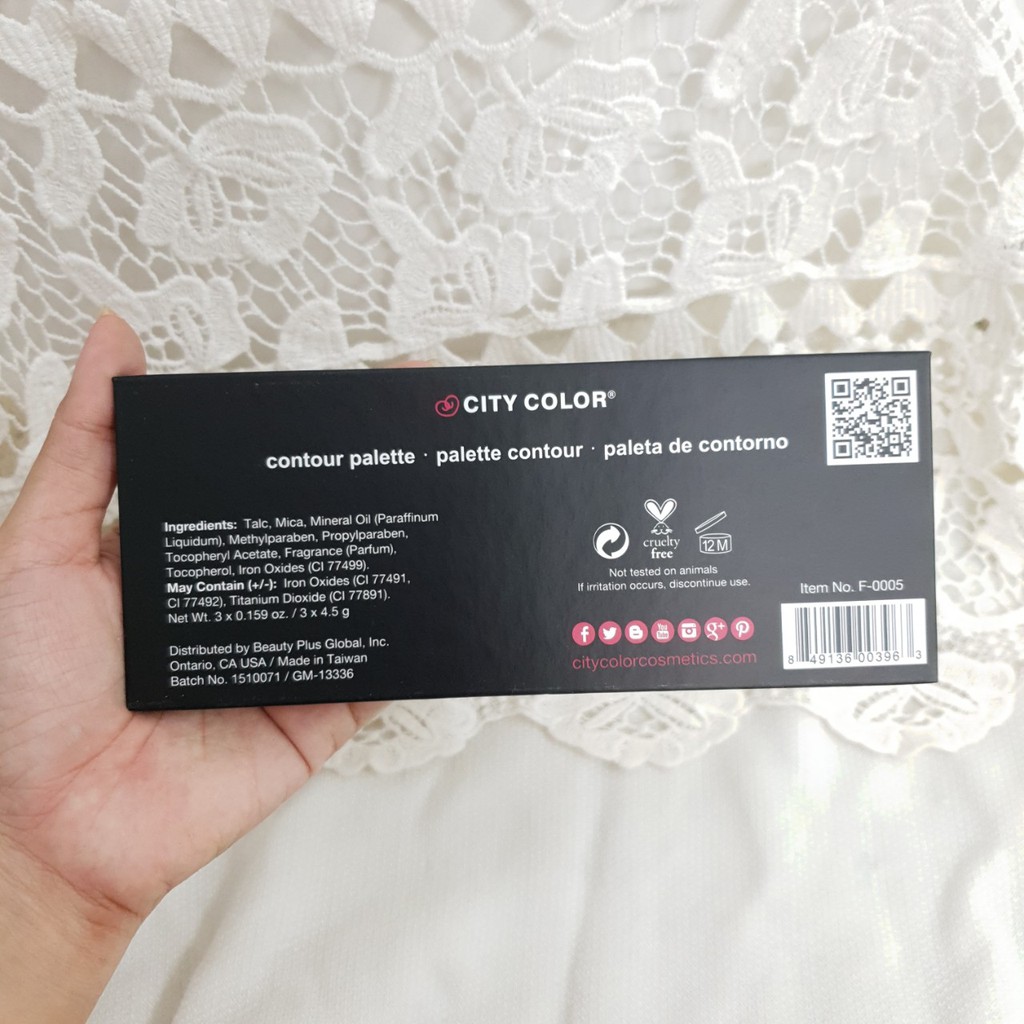 CITY COLOR®
contour palette · palette contour · paleta de contorno
Ingredients: Talc, Mica, Mineral Oil (Paraffinum
Liquidum), Methylparaben, Propylparaben,
Tocopheryl Acetate, Fragrance (Parfum),
Tocopherol, Iron Oxides (CI 77499).
May Contain (+/-): Iron Oxides (CI 77491,
CI 77492), Titanium Dioxide (CI 77891).
Net Wt. 3 x 0.159 oz. / 3 x 4.5 g
Distributed by Beauty Plus Global, Inc.
Ontario, CA USA / Made in Taiwan
Batch No. 1510071 / GM-13336
cruelty
free
12 M
Not tested on animals
If irritation occurs, discontinue use.
You
Tube
g+
citycolorcosmetics.com
Item No. F-0005
8 49136 00396 3